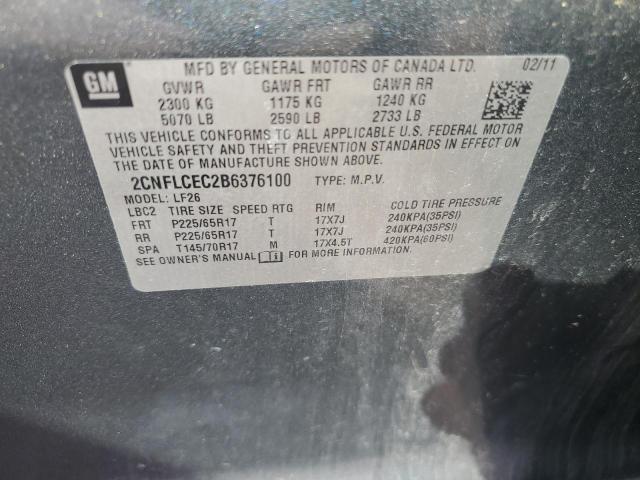 GM
MFD BY GENERAL MOTORS OF CANADA LTD. 02/11
GVWR GAWR FRT GAWR RR
2300 KG 1175 KG 1240 KG
5070 LB 2590 LB 2733 LB
THIS VEHICLE CONFORMS TO ALL APPLICABLE U.S. FEDERAL MOTOR
VEHICLE SAFETY AND THEFT PREVENTION STANDARDS IN EFFECT ON
THE DATE OF MANUFACTURE SHOWN ABOVE.
2CNFLCEC2B6376100 TYPE: M.P.V.
MODEL: LF26
LBC2 TIRE SIZE SPEED RTG RIM COLD TIRE PRESSURE
FRT P225/65R17 T 17X7J 240KPA(35PSI)
RR P225/65R17 T 17X7J 240KPA(35PSI)
SPA T145/70R17 M 17X4.5T 420KPA(60PSI)
SEE OWNER'S MANUAL FOR MORE INFORMATION.